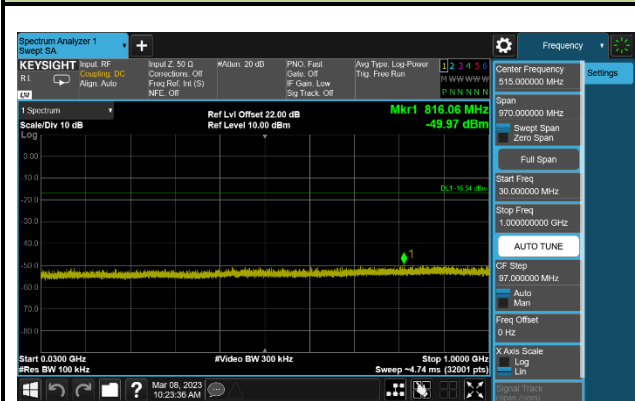 Spectrum Analyzer 1
Swept SA
Frequency
KEYSIGHT
RL
Input: RF
Coupling: DC
Align: Auto
Input Z: 50 Ω
Corrections: Off
Freq Ref: Int (S)
NFE: Off
#Atten: 20 dB
PNO: Fast
Gate: Off
IF Gain: Low
Sig Track: Off
Avg Type: Log-Power
Trig: Free Run
1 2 3 4 5 6
M W W W W W
P N N N N N
LW
1 Spectrum
Scale/Div 10 dB
Log
Ref Lvl Offset 22.00 dB
Ref Level 10.00 dBm
Mkr1 816.06 MHz
-49.97 dBm
0.00
-10.0
DL1 -16.54 dBm
-20.0
-30.0
-40.0
1
-50.0
-60.0
-70.0
-80.0
Start 0.0300 GHz
#Res BW 100 kHz
#Video BW 300 kHz
Stop 1.0000 GHz
Sweep ~4.74 ms (32001 pts)
Mar 08, 2023
10:23:36 AM
?
Center Frequency
515.000000 MHz
Settings
Span
970.000000 MHz
Swept Span
Zero Span
Full Span
Start Freq
30.000000 MHz
Stop Freq
1.000000000 GHz
AUTO TUNE
CF Step
97.000000 MHz
Auto
Man
Freq Offset
0 Hz
X Axis Scale
Log
Lin
Signal Track
(Span Zoom)